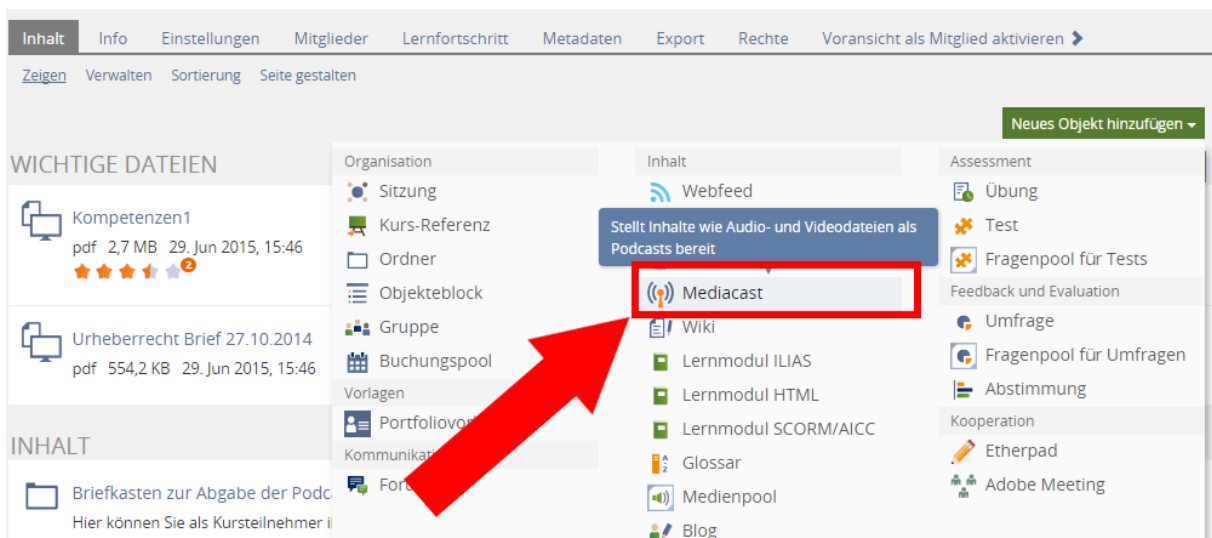 Inhalt Info Einstellungen Mitglieder Lernfortschritt Metadaten Export Rechte Voransicht als Mitglied aktivieren
Zeigen Verwalten Sortierung Seite gestalten
Neues Objekt hinzufügen
WICHTIGE DATEIEN
Kompetenzen1
pdf 2,7 MB 29. Jun 2015, 15:46
2
Urheberrecht Brief 27.10.2014
pdf 554,2 KB 29. Jun 2015, 15:46
INHALT
Briefkasten zur Abgabe der
Hier können Sie als Kursteilnehmer
Organisation
Sitzung
Kurs-Referenz
Ordner
Objekteblock
Gruppe
Buchungspool
Vorlagen
Inhalt
Webfeed
Stellt Inhalte wie Audio- und Videodateien als
Podcasts bereit
Mediacast
Wiki
Lernmodul ILIAS
Lernmodul HTML
Lernmodul SCORM/AICC
Glossar
Medienpool
Blog
Assessment
Übung
Test
Fragenpool für Tests
Feedback und Evaluation
Umfrage
Fragenpool für Umfragen
Abstimmung
Kooperation
Etherpad
Adobe Meeting